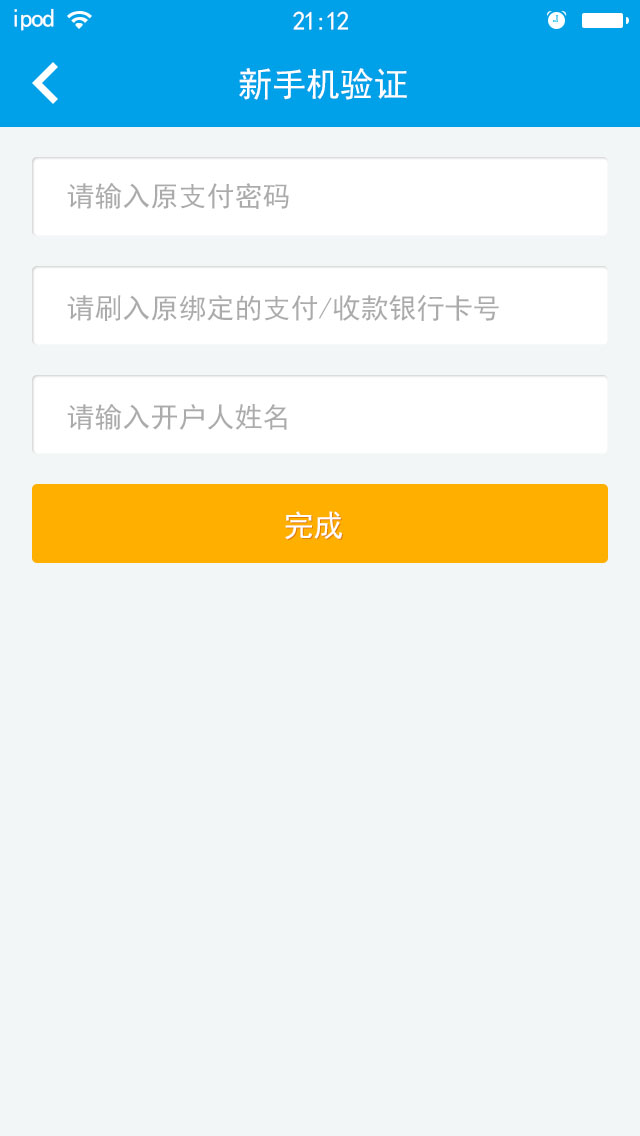 ipod 21:12
新手机验证
请输入原支付密码
请刷入原绑定的支付/收款银行卡号
请输入开户人姓名
完成